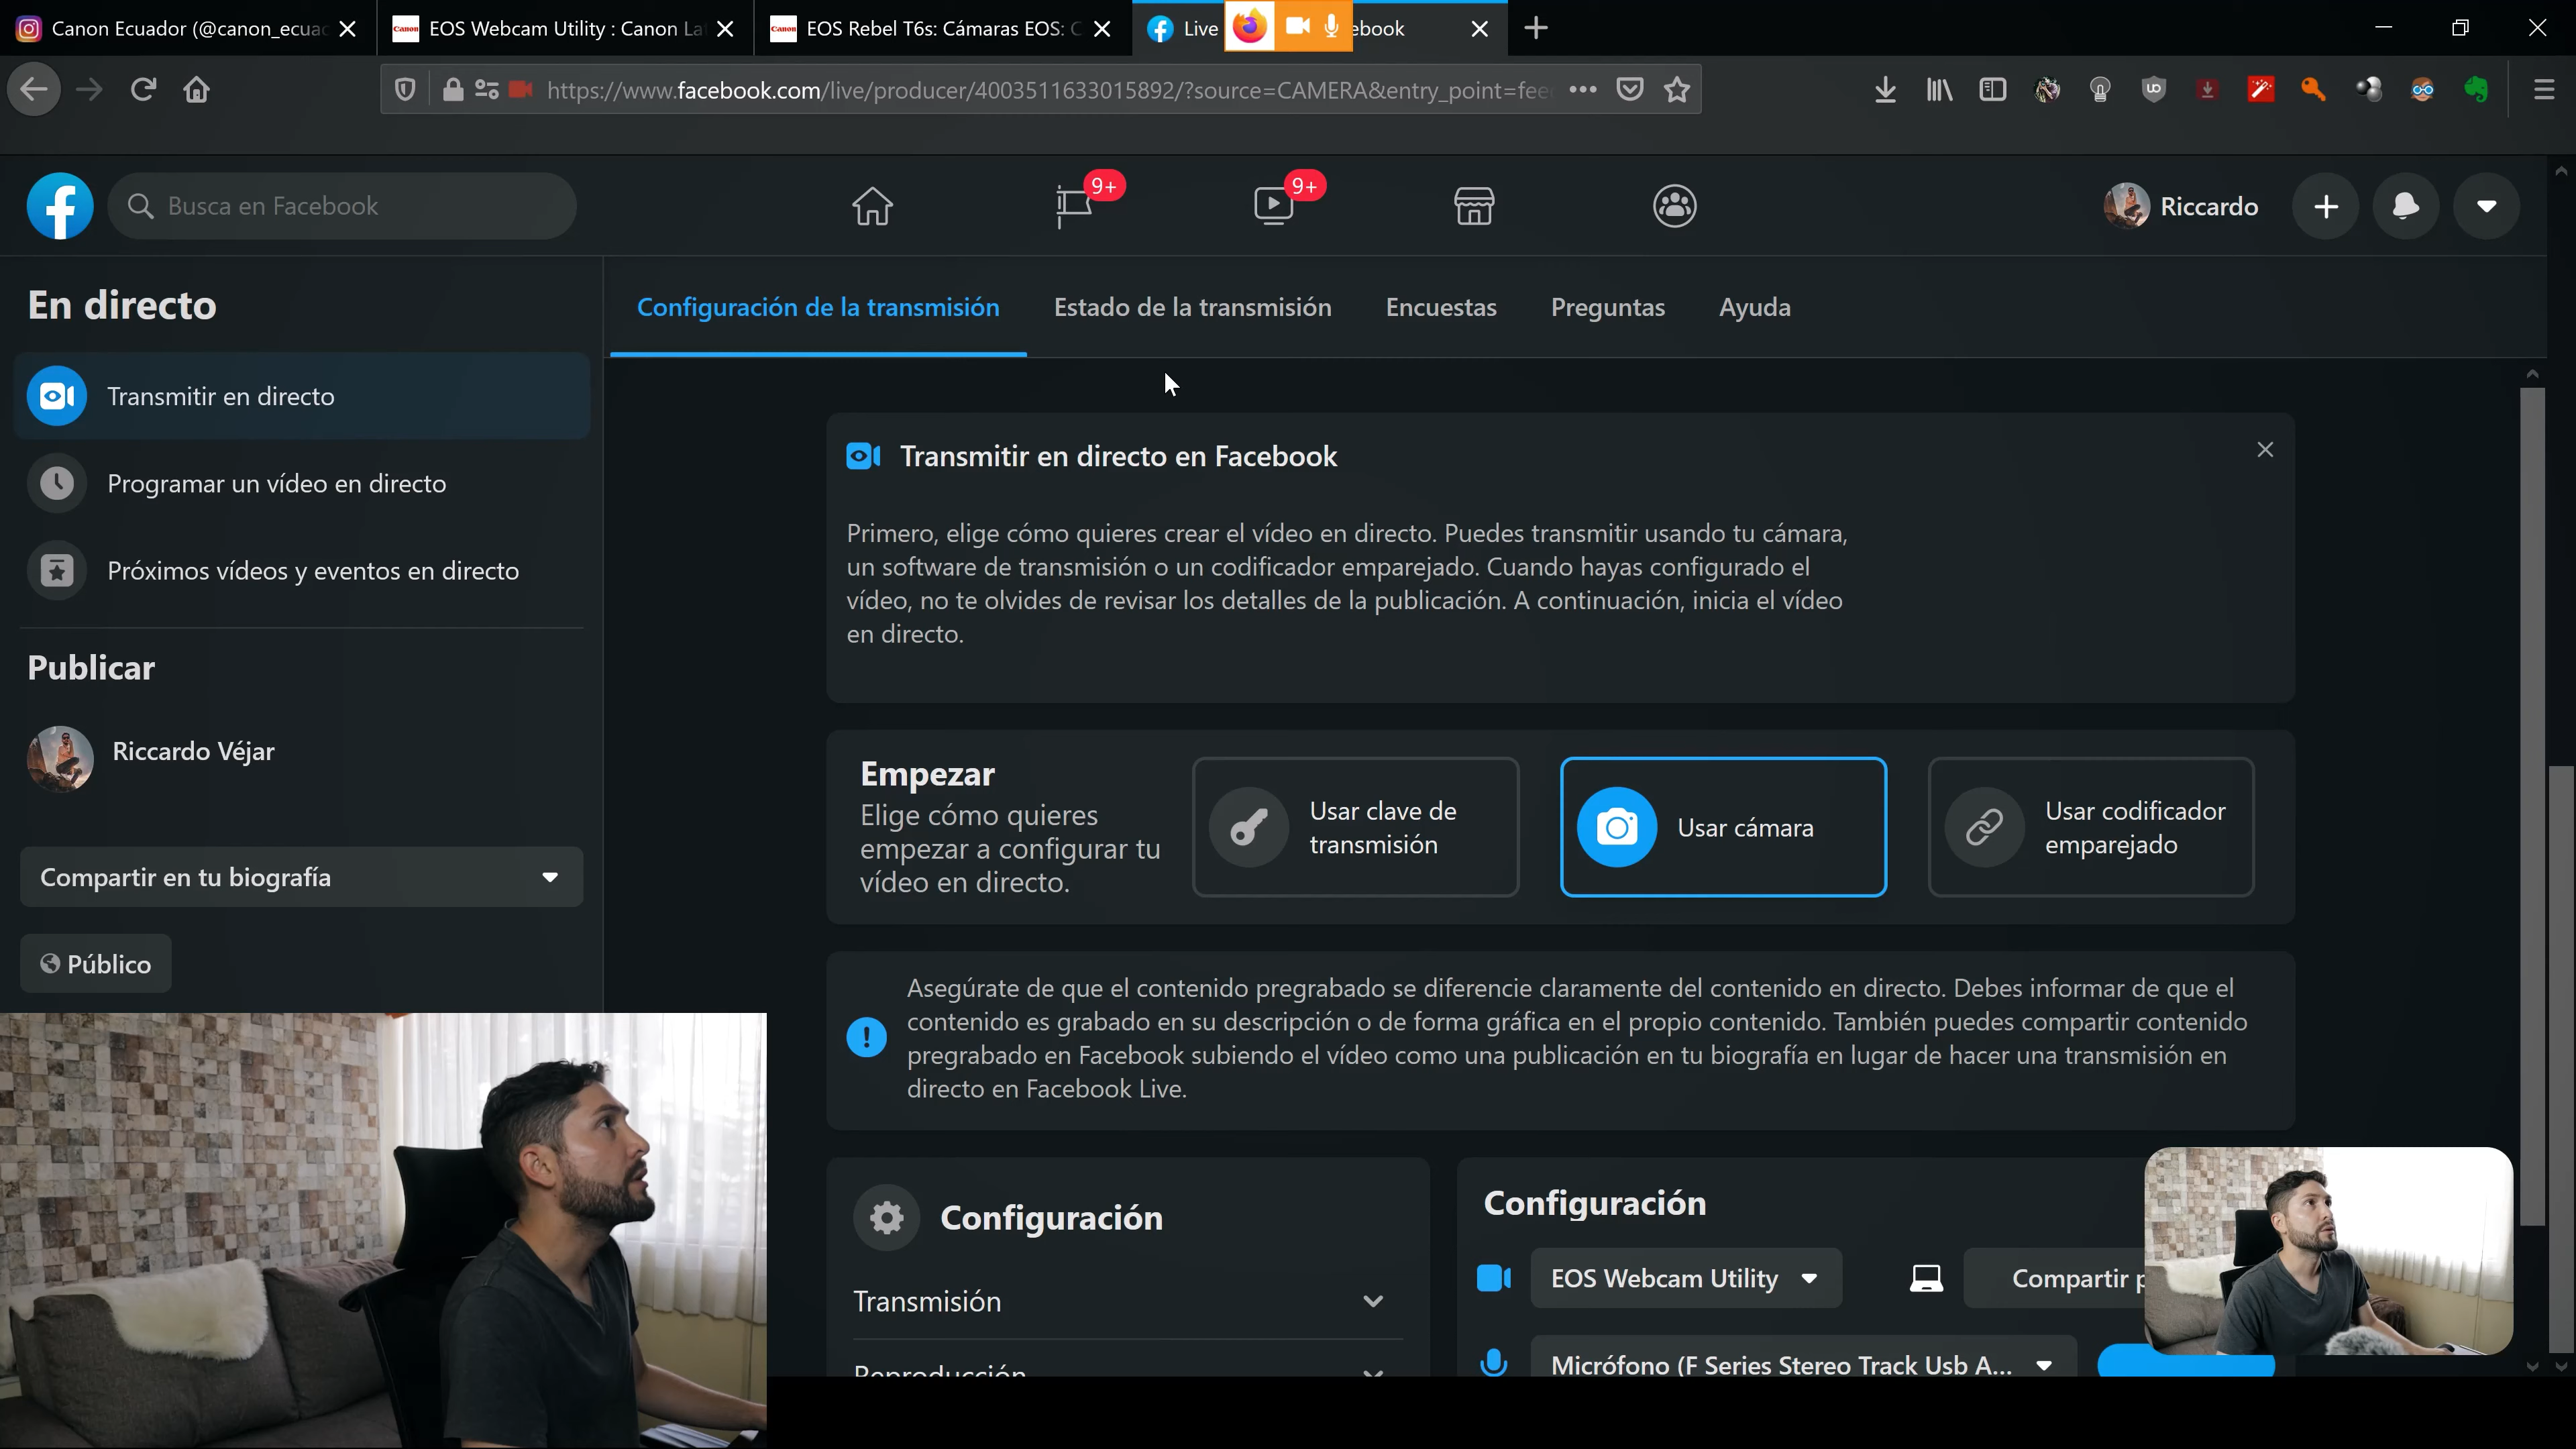 Canon Ecuador (@canon_ecuad
EOS Webcam Utility : Canon La
EOS Rebel T6s: Cámaras EOS: C
Live
ebook
https://www.facebook.com/live/producer/4003511633015892/?source=CAMERA&entry_point=fee
Busca en Facebook
9+
9+
Riccardo
En directo
Transmitir en directo
Programar un vídeo en directo
Próximos vídeos y eventos en directo
Publicar
Riccardo Véjar
Compartir en tu biografía
Público
Configuración de la transmisión
Estado de la transmisión
Encuestas
Preguntas
Ayuda
Transmitir en directo en Facebook
Primero, elige cómo quieres crear el vídeo en directo. Puedes transmitir usando tu cámara,
un software de transmisión o un codificador emparejado. Cuando hayas configurado el
vídeo, no te olvides de revisar los detalles de la publicación. A continuación, inicia el vídeo
en directo.
Empezar
Elige cómo quieres
empezar a configurar tu
vídeo en directo.
Usar clave de
transmisión
Usar cámara
Usar codificador
emparejado
Asegúrate de que el contenido pregrabado se diferencie claramente del contenido en directo. Debes informar de que el
contenido es grabado en su descripción o de forma gráfica en el propio contenido. También puedes compartir contenido
pregrabado en Facebook subiendo el vídeo como una publicación en tu biografía en lugar de hacer una transmisión en
directo en Facebook Live.
Configuración
Transmisión
Reproducción
Configuración
EOS Webcam Utility
Compartir p
Micrófono (F Series Stereo Track Usb A...